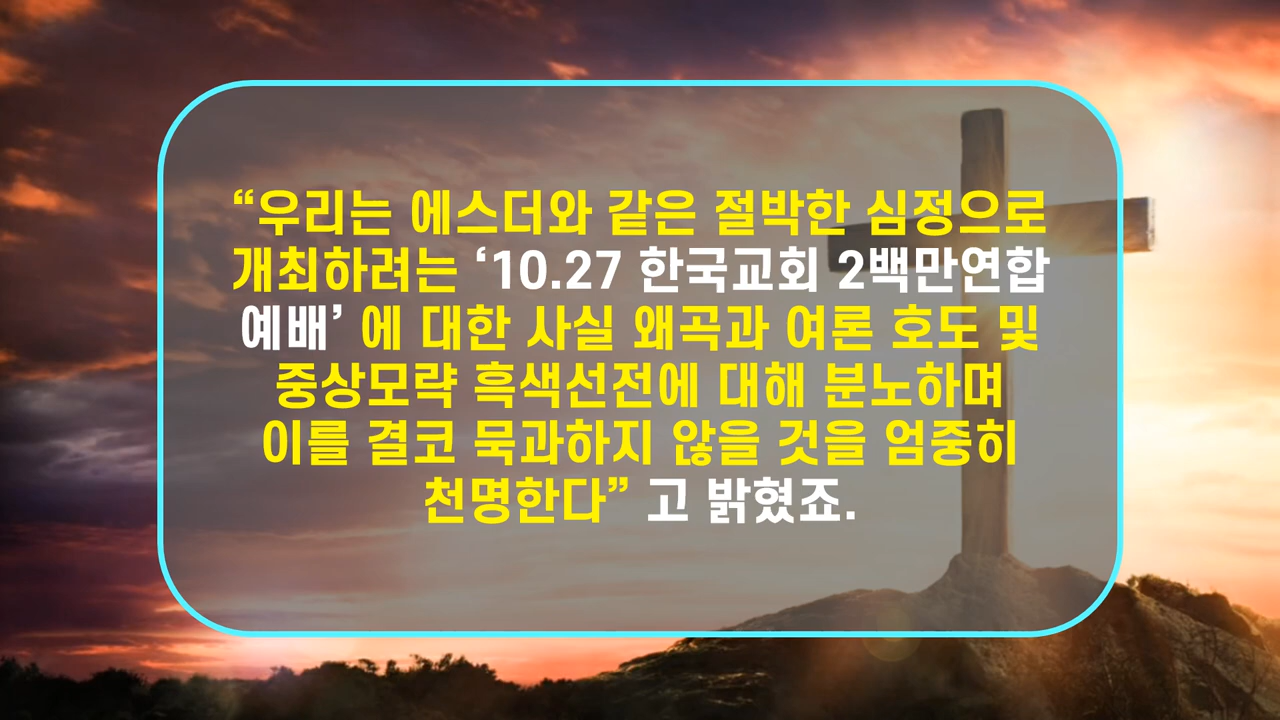 “우리는 에스더와 같은 절박한 심정으로
개최하려는 ‘10.27 한국교회 2백만연합
예배’ 에 대한 사실 왜곡과 여론 호도 및
중상모략 흑색선전에 대해 분노하며
이를 결코 묵과하지 않을 것을 엄중히
천명한다” 고 밝혔죠.